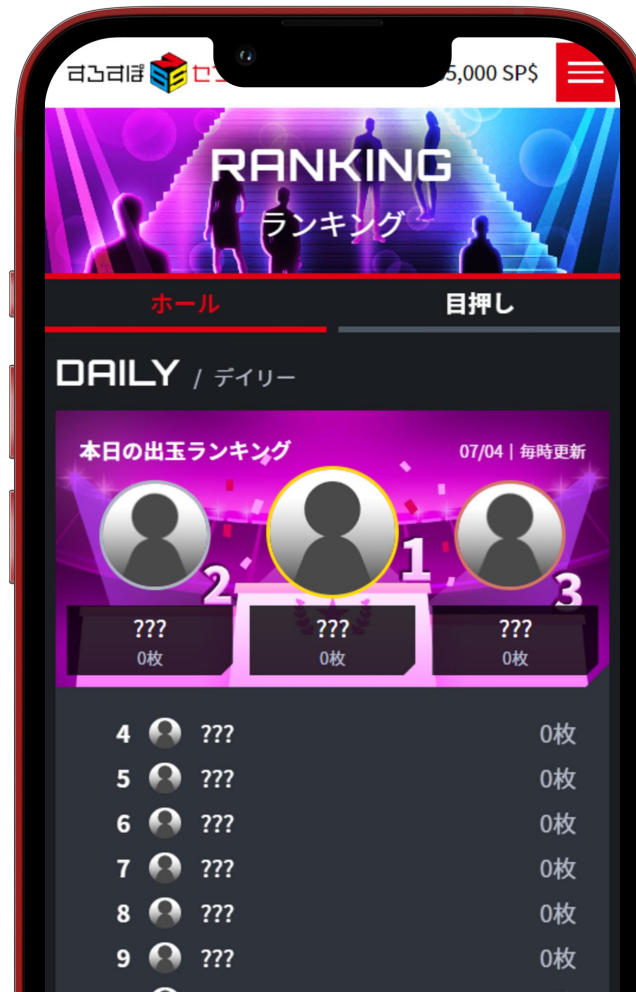 すろすぽ
5,000 SP$
RANKING
ランキング
ホール
目押し
DAILY / デイリー
本日の出玉ランキング
07/04 | 毎時更新
2
1
3
???
0枚
???
0枚
???
0枚
4 ??? 0枚
5 ??? 0枚
6 ??? 0枚
7 ??? 0枚
8 ??? 0枚
9 ??? 0枚